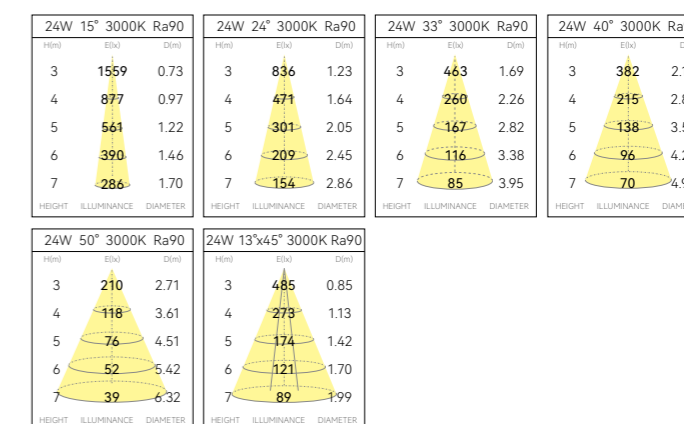 24W 15° 3000K Ra90
H(m) E(lx) D(m)
3 1559 0.73
4 877 0.97
5 561 1.22
6 390 1.46
7 286 1.70
HEIGHT ILLUMINANCE DIAMETER
24W 24° 3000K Ra90
H(m) E(lx) D(m)
3 836 1.23
4 471 1.64
5 301 2.05
6 209 2.45
7 154 2.86
HEIGHT ILLUMINANCE DIAMETER
24W 33° 3000K Ra90
H(m) E(lx) D(m)
3 463 1.69
4 260 2.26
5 167 2.82
6 116 3.38
7 85 3.95
HEIGHT ILLUMINANCE DIAMETER
24W 40° 3000K
H(m) E(lx)
3 382
4 215
5 138
6 96
7 70
HEIGHT ILLUMINANCE
24W 50° 3000K Ra90
H(m) E(lx) D(m)
3 210 2.71
4 118 3.61
5 76 4.51
6 52 5.42
7 39 6.32
HEIGHT ILLUMINANCE DIAMETER
24W 13°x45° 3000K Ra90
H(m) E(lx) D(m)
3 485 0.85
4 273 1.13
5 174 1.42
6 121 1.70
7 89 1.99
HEIGHT ILLUMINANCE DIAMETER